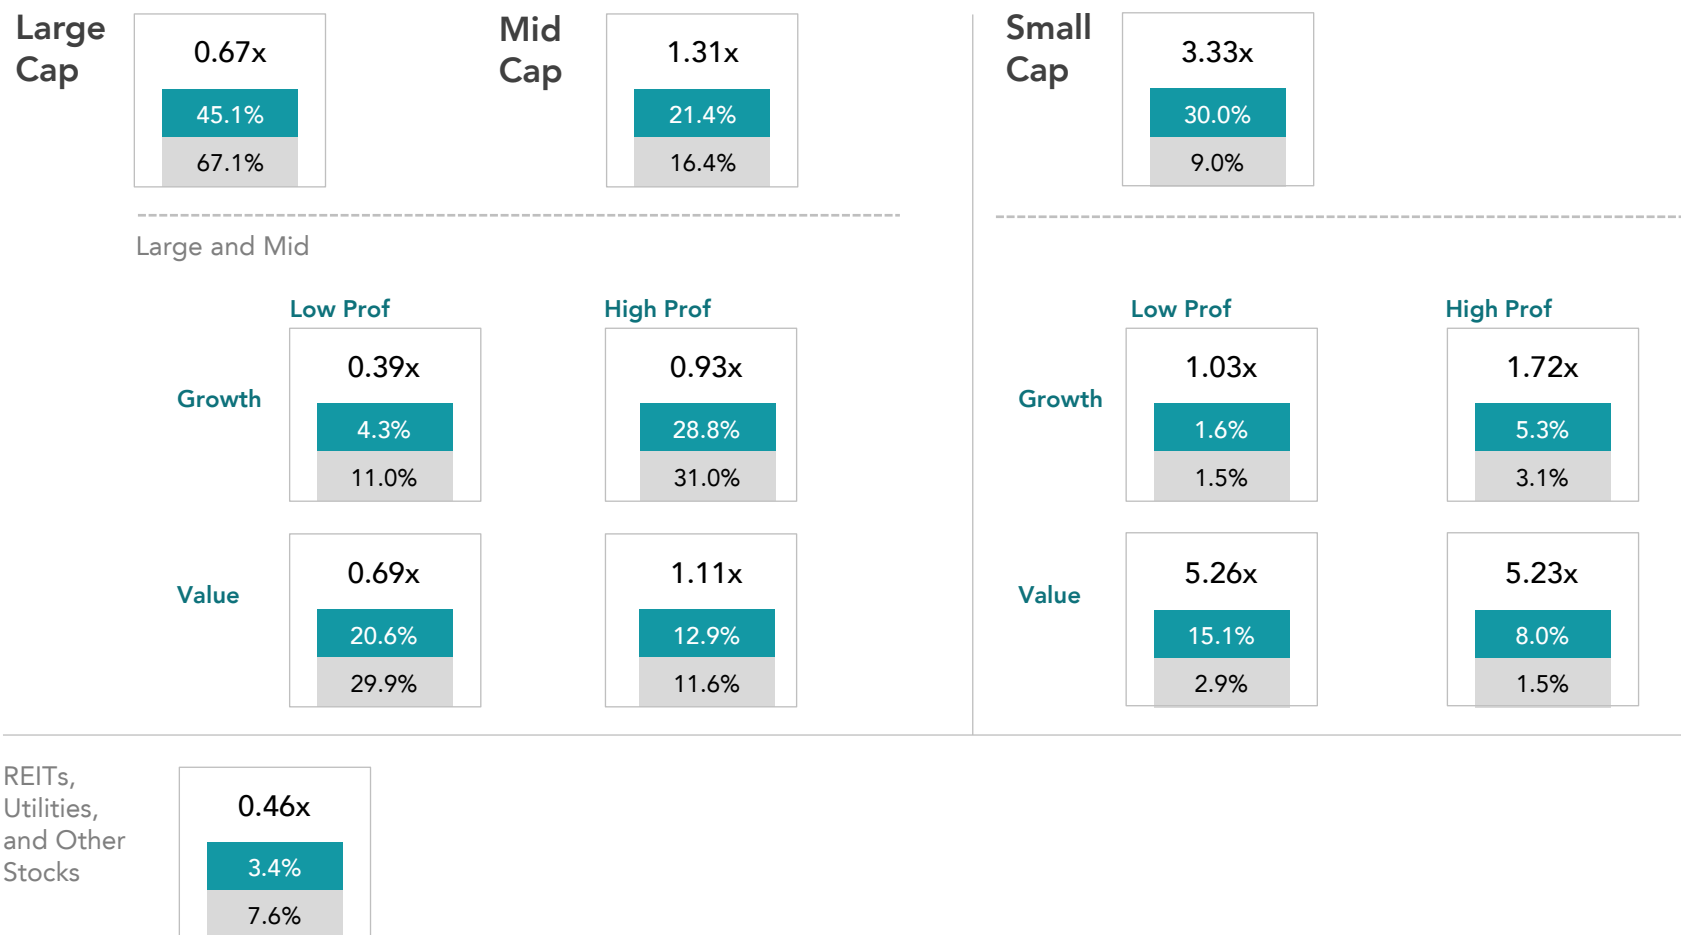 Large
Cap
0.67x
45.1%
67.1%
Mid
Cap
1.31x
21.4%
16.4%
Small
Cap
3.33x
30.0%
9.0%
Large and Mid
Low Prof
High Prof
Growth
0.39x
4.3%
11.0%
0.93x
28.8%
31.0%
Value
0.69x
20.6%
29.9%
1.11x
12.9%
11.6%
Low Prof
High Prof
Growth
1.03x
1.6%
1.5%
1.72x
5.3%
3.1%
Value
5.26x
15.1%
2.9%
5.23x
8.0%
1.5%
REITs,
Utilities,
and Other
Stocks
0.46x
3.4%
7.6%